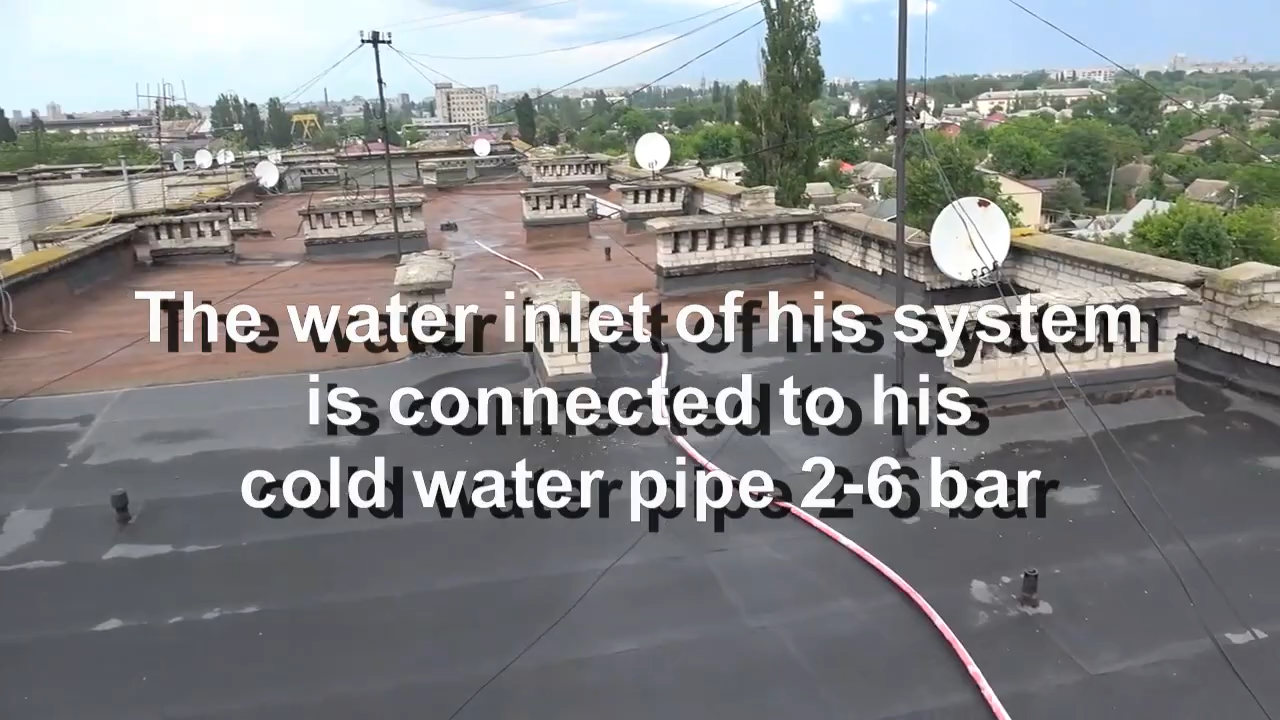 The water inlet of his system
is connected to his
cold water pipe 2-6 bar